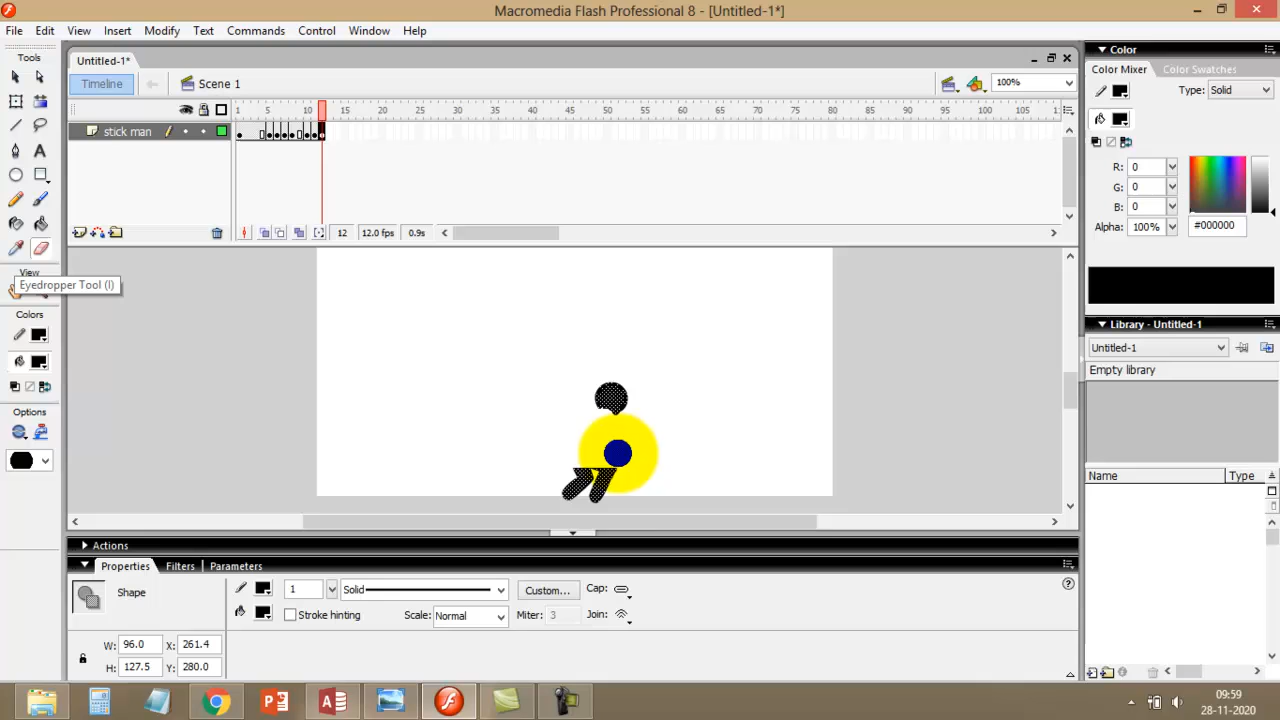 Macromedia Flash Professional 8 - [Untitled-1*]
File Edit View Insert Modify Text Commands Control Window Help
Tools
Untitled-1*
Timeline
Scene 1
100%
1 5 10 15 20 25 30 35 40 45 50 55 60 65 70 75 80 85 90 95 100 105 1:
stick man
12 12.0 fps 0.9s
View
Eyedropper Tool (I)
Colors
Options
Color
Color Mixer Color Swatches
Type: Solid
R: 0
G: 0
B: 0
Alpha: 100% #000000
Library - Untitled-1
Untitled-1
Empty library
Name Type
Actions
Properties Filters Parameters
Shape
1 Solid Custom... Cap:
Stroke hinting Scale: Normal Miter: 3 Join:
W: 96.0 X: 261.4
H: 127.5 Y: 280.0
09:59
28-11-2020